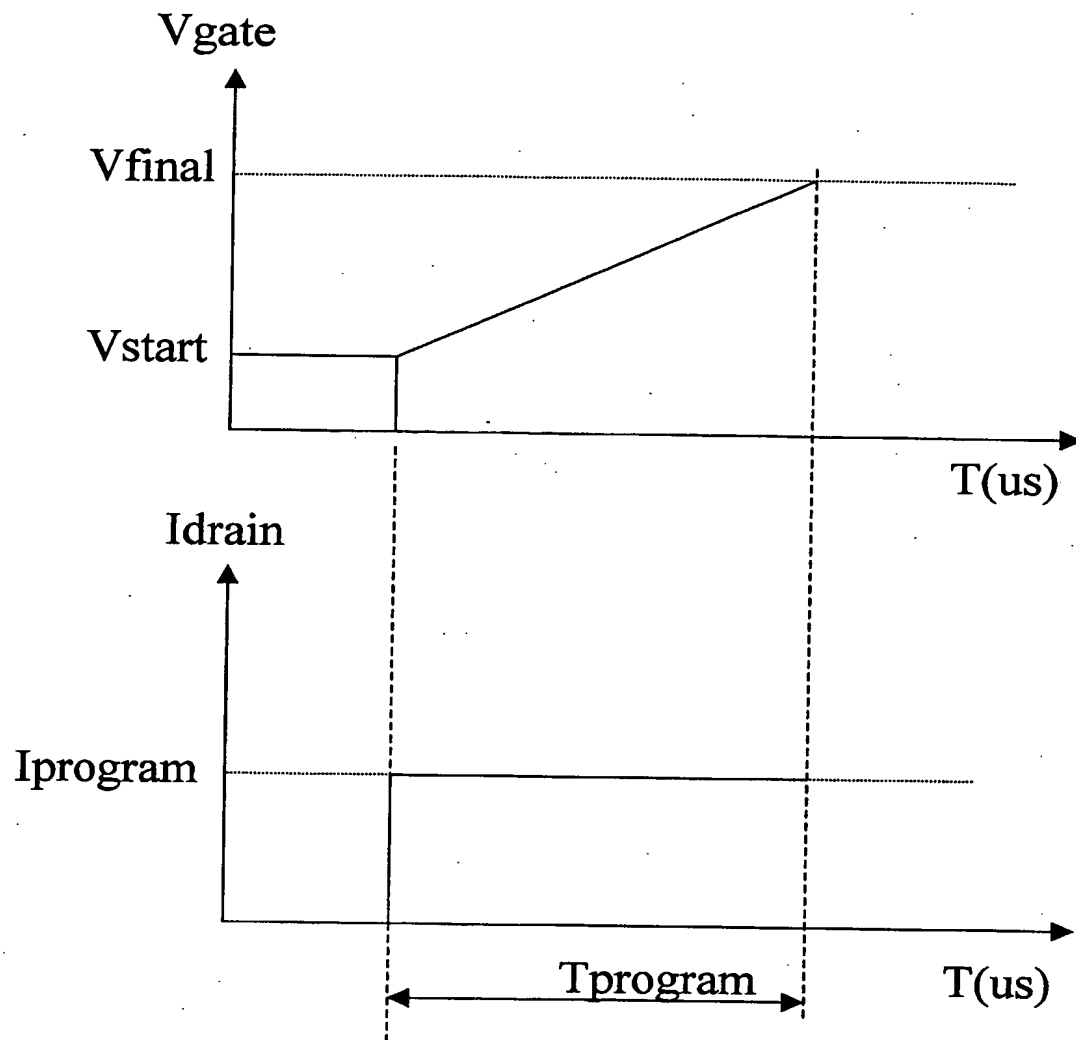 Vgate
Vfinal
Vstart
T(us)
Idrain
Iprogram
Tprogram
T(us)